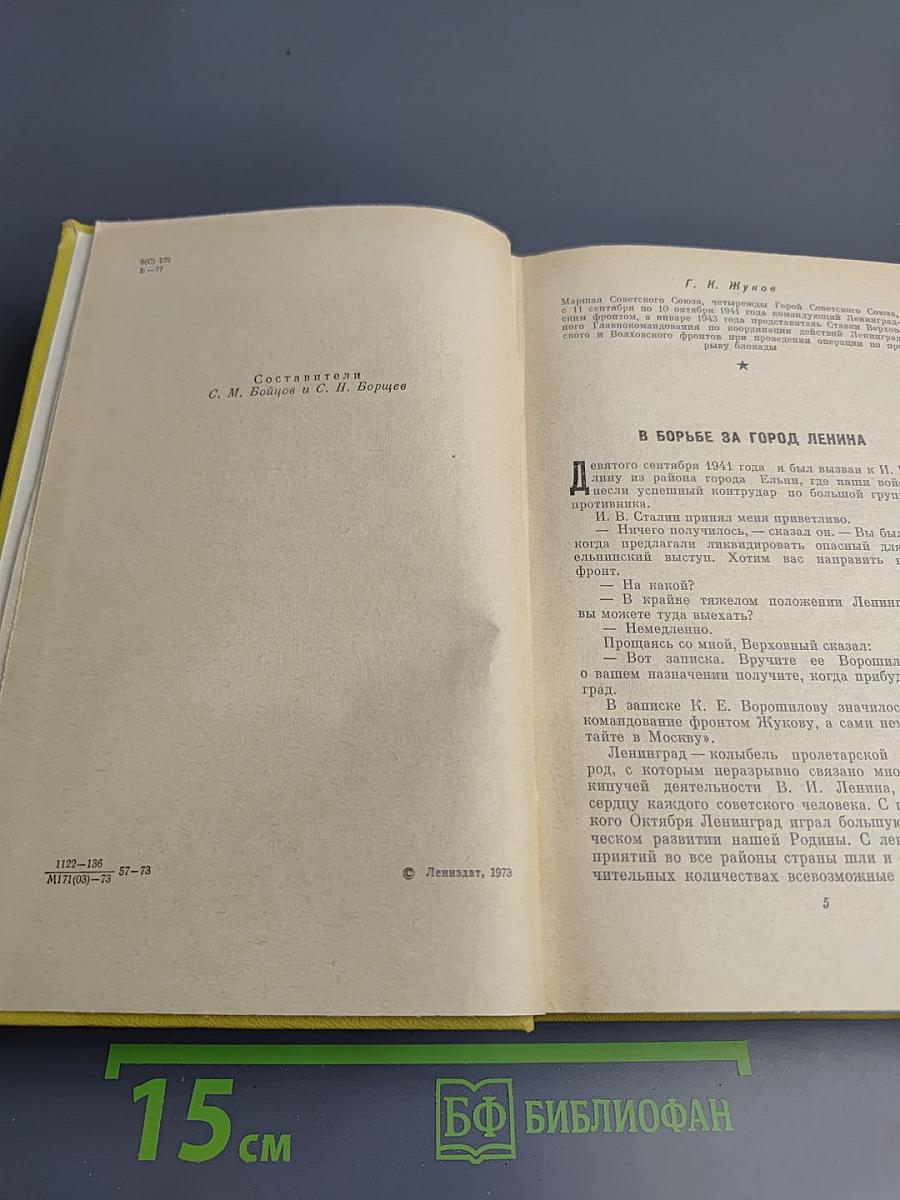 Б—77
Составители
С. М. Бойцов и С. Н. Борщев
1122—136
М171(03)—73
57—73
© Лениздат, 1973
Г. К. Жуков
Маршал Советского Союза, четырежды Герой Советского Союза,
с 11 сентября по 10 октября 1941 года командующий Ленинград-
ским фронтом, в январе 1943 года представитель Ставки Верхов
ного Главнокомандования по координации действий Ленинград
ского и Волховского фронтов при проведении операции по про
рыву блокады
★
В БОРЬБЕ ЗА ГОРОД ЛЕНИНА
Девятого сентября 1941 года я был вызван к И.
лину из района города Ельни, где наши вой
несли успешный контрудар по большой груп
противника.
И. В. Сталин принял меня приветливо.
— Ничего получилось, — сказал он. — Вы был
когда предлагали ликвидировать опасный для
ельнинский выступ. Хотим вас направить
фронт.
— На какой?
— В крайне тяжелом положении Ленинг
вы можете туда выехать?
— Немедленно.
Прощаясь со мной, Верховный сказал:
— Вот записка. Вручите ее Ворошил
о вашем назначении получите, когда прибуд
град.
В записке К. Е. Ворошилову значилос
командование фронтом Жукову, а сами нем
тайте в Москву».
Ленинград — колыбель пролетарской
род, с которым неразрывно связано мно
кипучей деятельности В. И. Ленина,
сердцу каждого советского человека. С
кого Октября Ленинград играл большую
ческом развитии нашей Родины. С лен
приятий во все районы страны шли и
чительных количествах всевозможные
5
15 см
БФ БИБЛИОФАН